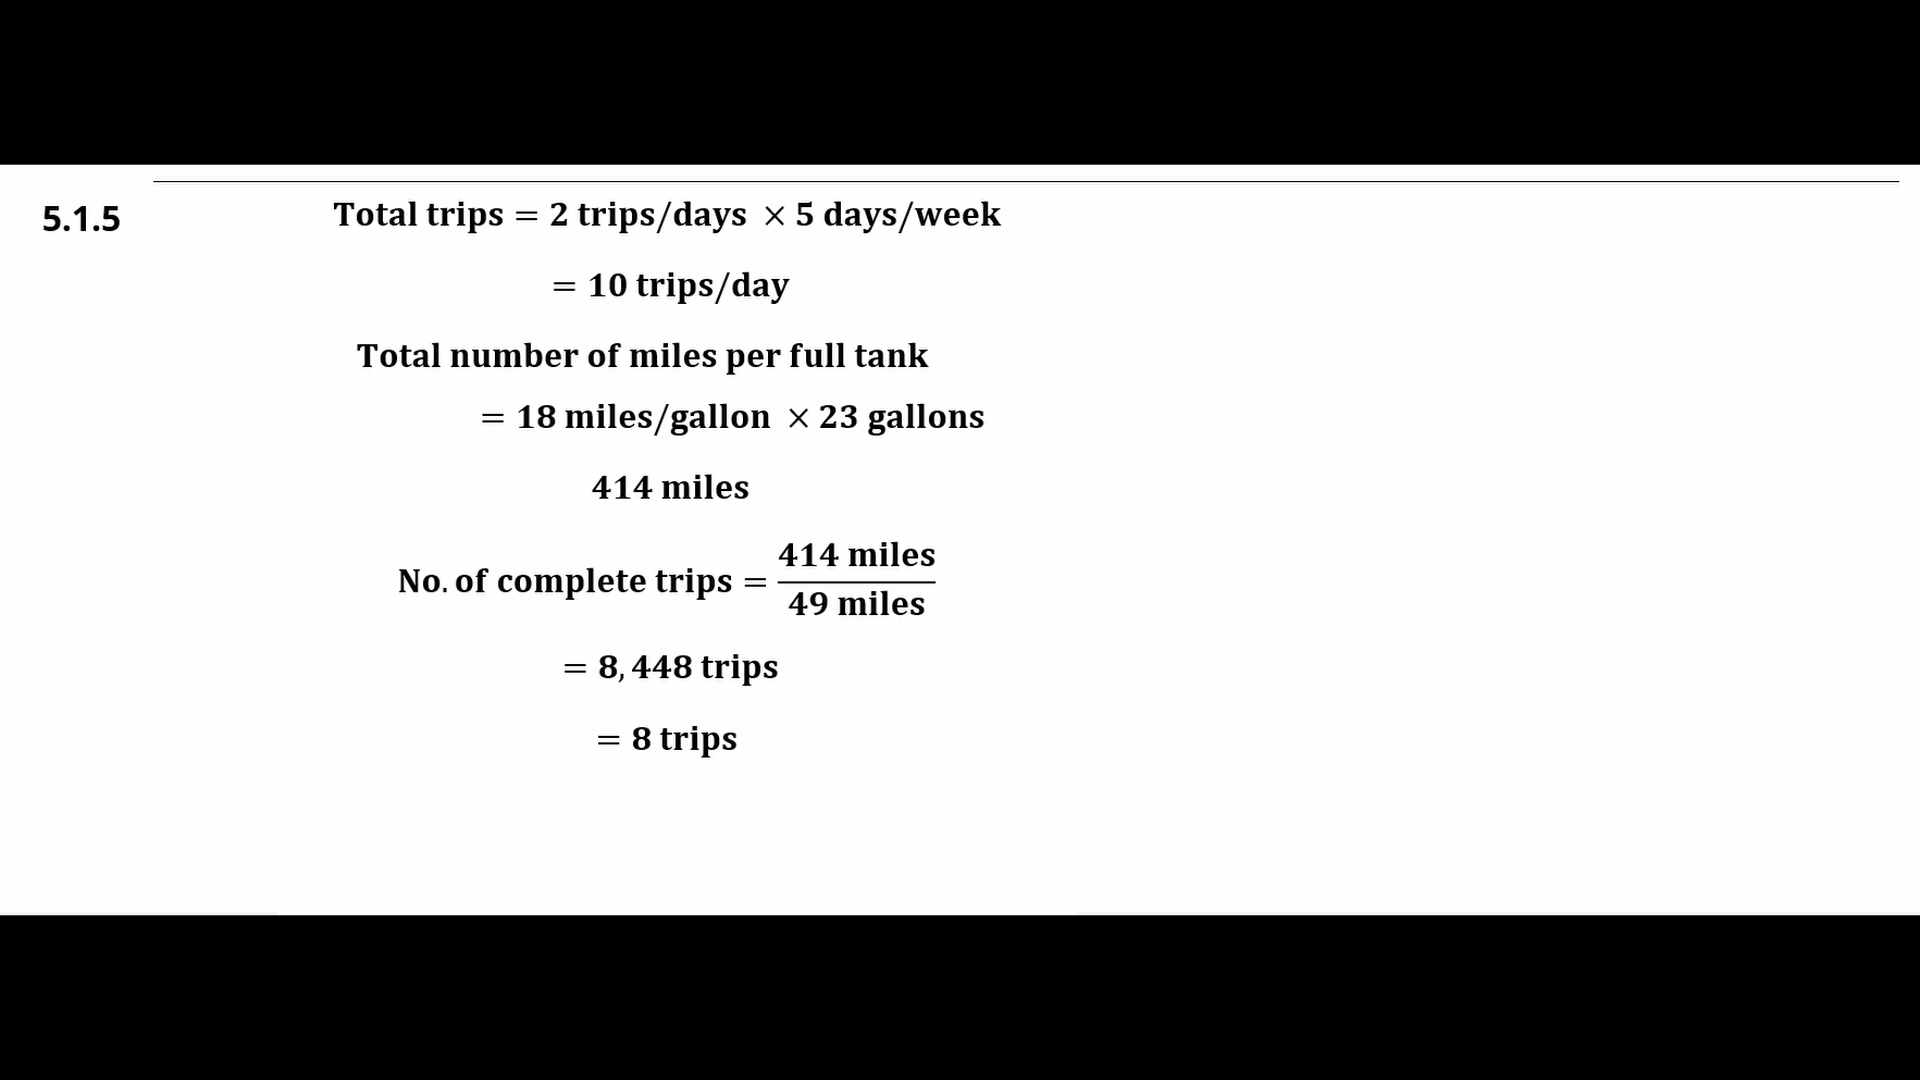 5.1.5 Total trips = 2 trips/days × 5 days/week
= 10 trips/day
Total number of miles per full tank
= 18 miles/gallon × 23 gallons
414 miles
No. of complete trips = 414 miles / 49 miles
= 8,448 trips
= 8 trips